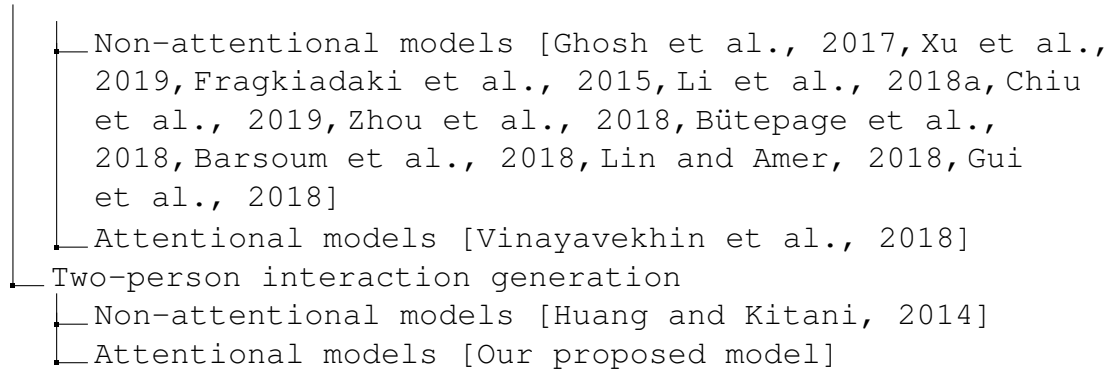 Non-attentional models [Ghosh et al., 2017, Xu et al.,
2019, Fragkiadaki et al., 2015, Li et al., 2018a, Chiu
et al., 2019, Zhou et al., 2018, Bütepage et al.,
2018, Barsoum et al., 2018, Lin and Amer, 2018, Gui
et al., 2018]
Attentional models [Vinayavekhin et al., 2018]
Two-person interaction generation
Non-attentional models [Huang and Kitani, 2014]
Attentional models [Our proposed model]